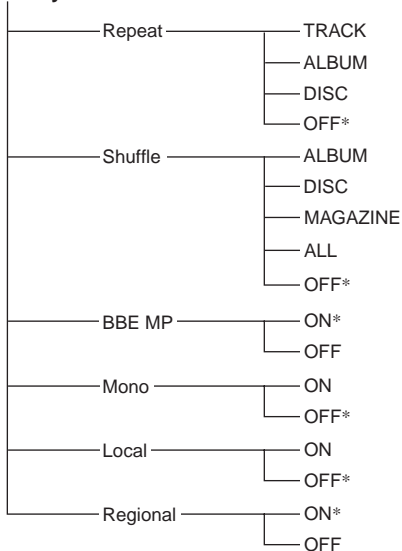 Repeat TRACK
ALBUM
DISC
OFF*
Shuffle ALBUM
DISC
MAGAZINE
ALL
OFF*
BBE MP ON*
OFF
Mono ON
OFF*
Local ON
OFF*
Regional ON*
OFF